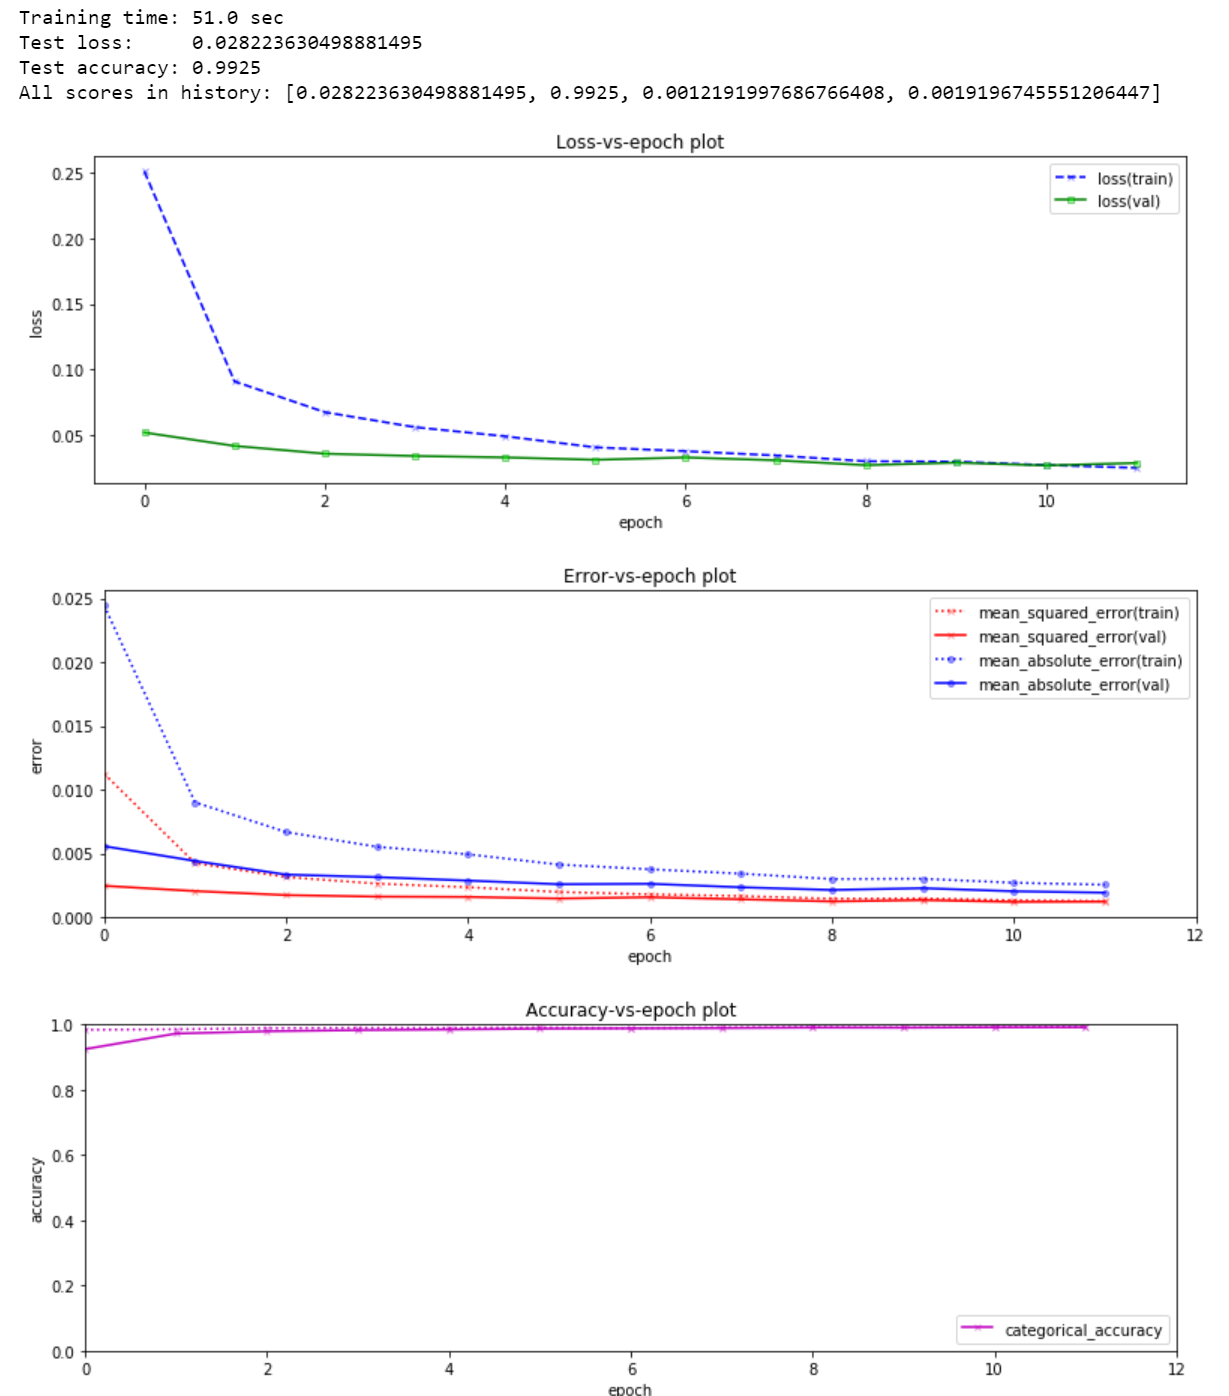 Training time: 51.0 sec
Test loss:     0.028223630498881495
Test accuracy: 0.9925
All scores in history: [0.028223630498881495, 0.9925, 0.0012191997686766408, 0.0019196745551206447]
Loss-vs-epoch plot
loss(train)
loss(val)
0.25
0.20
0.15
0.10
0.05
loss
0 2 4 6 8 10
epoch
Error-vs-epoch plot
mean_squared_error(train)
mean_squared_error(val)
mean_absolute_error(train)
mean_absolute_error(val)
0.025
0.020
0.015
0.010
0.005
0.000
error
0 2 4 6 8 10 12
epoch
Accuracy-vs-epoch plot
1.0
0.8
0.6
0.4
0.2
0.0
accuracy
categorical_accuracy
0 2 4 6 8 10 12
epoch